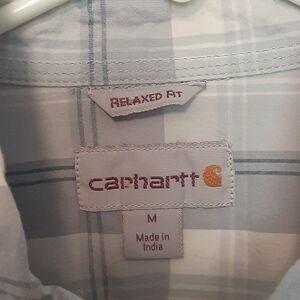 RELAXED FIT
carhartt
M
Made in
India